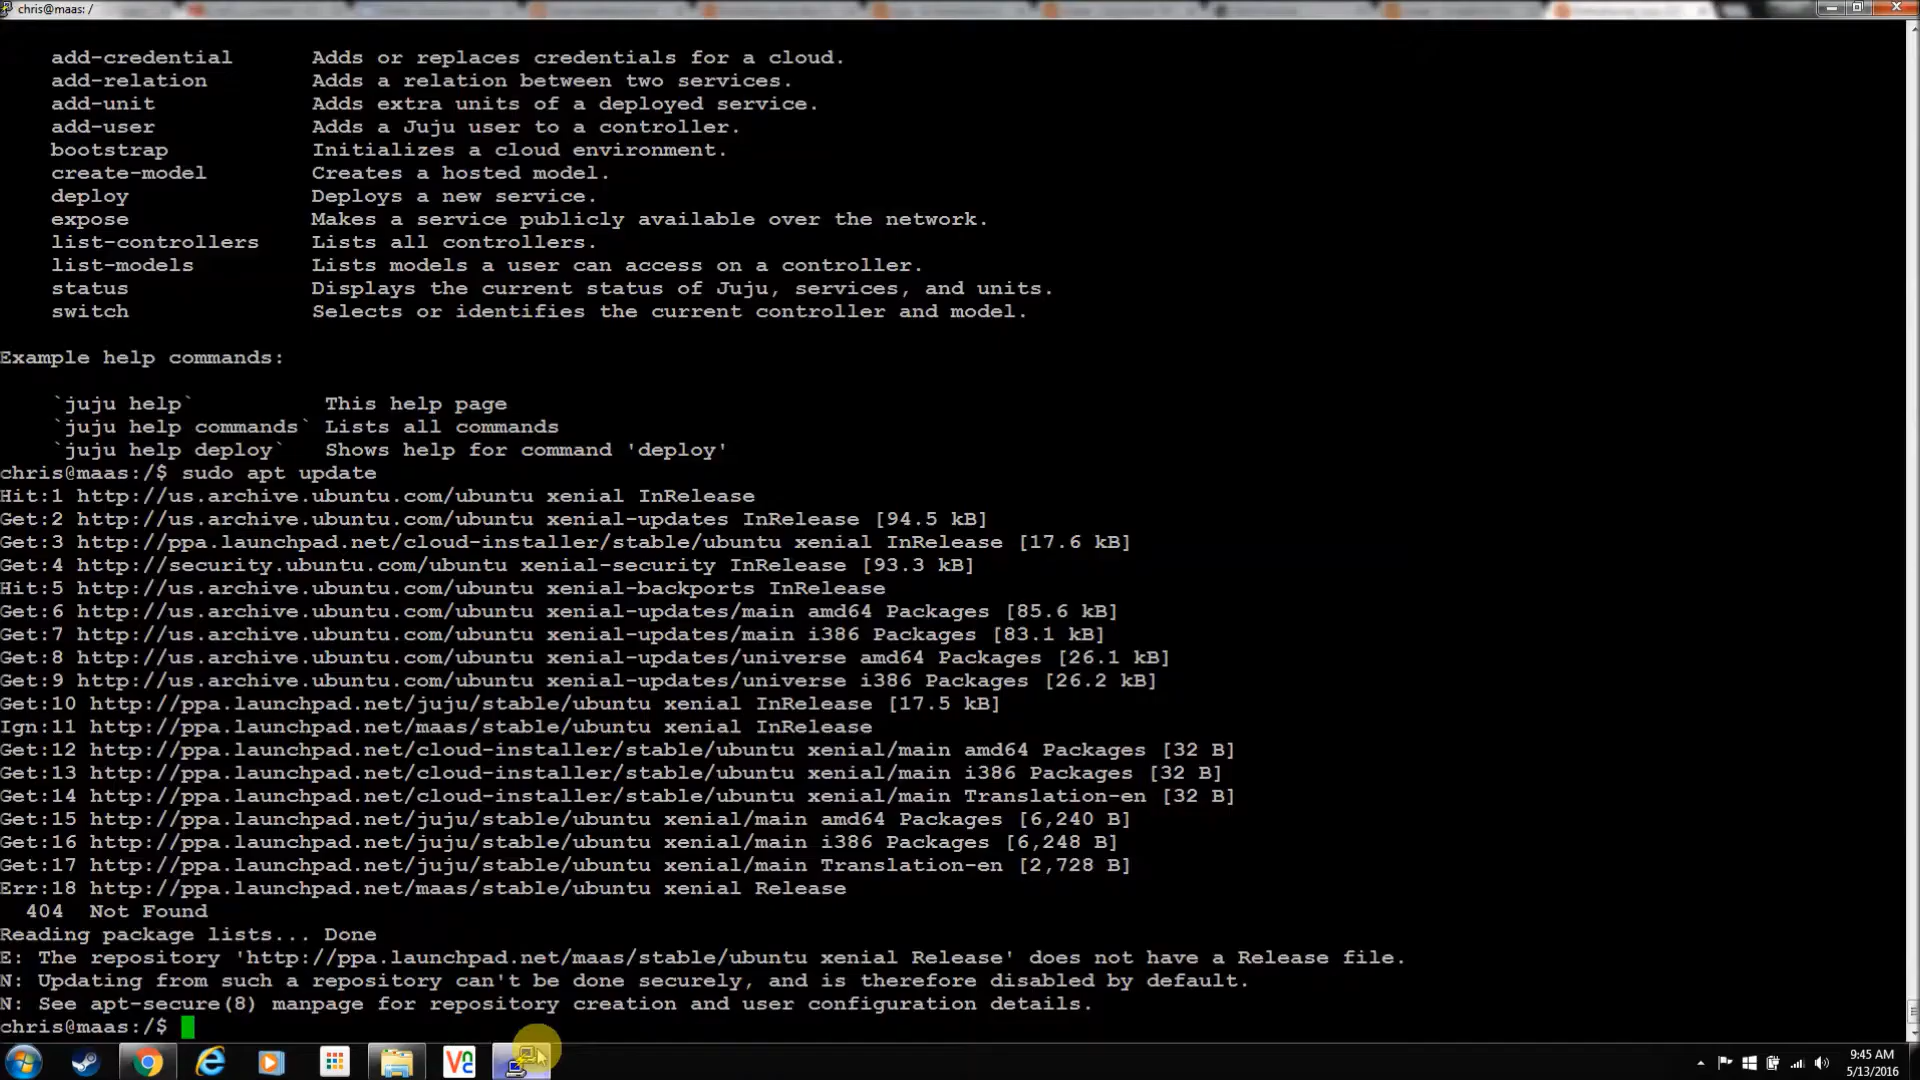 chris@maas: /
add-credential Adds or replaces credentials for a cloud.
add-relation Adds a relation between two services.
add-unit Adds extra units of a deployed service.
add-user Adds a Juju user to a controller.
bootstrap Initializes a cloud environment.
create-model Creates a hosted model.
deploy Deploys a new service.
expose Makes a service publicly available over the network.
list-controllers Lists all controllers.
list-models Lists models a user can access on a controller.
status Displays the current status of Juju, services, and units.
switch Selects or identifies the current controller and model.
Example help commands:
`juju help` This help page
`juju help commands` Lists all commands
`juju help deploy` Shows help for command 'deploy'
chris@maas:/$ sudo apt update
Hit:1 http://us.archive.ubuntu.com/ubuntu xenial InRelease
Get:2 http://us.archive.ubuntu.com/ubuntu xenial-updates InRelease [94.5 kB]
Get:3 http://ppa.launchpad.net/cloud-installer/stable/ubuntu xenial InRelease [17.6 kB]
Get:4 http://security.ubuntu.com/ubuntu xenial-security InRelease [93.3 kB]
Hit:5 http://us.archive.ubuntu.com/ubuntu xenial-backports InRelease
Get:6 http://us.archive.ubuntu.com/ubuntu xenial-updates/main amd64 Packages [85.6 kB]
Get:7 http://us.archive.ubuntu.com/ubuntu xenial-updates/main i386 Packages [83.1 kB]
Get:8 http://us.archive.ubuntu.com/ubuntu xenial-updates/universe amd64 Packages [26.1 kB]
Get:9 http://us.archive.ubuntu.com/ubuntu xenial-updates/universe i386 Packages [26.2 kB]
Get:10 http://ppa.launchpad.net/juju/stable/ubuntu xenial InRelease [17.5 kB]
Ign:11 http://ppa.launchpad.net/maas/stable/ubuntu xenial InRelease
Get:12 http://ppa.launchpad.net/cloud-installer/stable/ubuntu xenial/main amd64 Packages [32 B]
Get:13 http://ppa.launchpad.net/cloud-installer/stable/ubuntu xenial/main i386 Packages [32 B]
Get:14 http://ppa.launchpad.net/cloud-installer/stable/ubuntu xenial/main Translation-en [32 B]
Get:15 http://ppa.launchpad.net/juju/stable/ubuntu xenial/main amd64 Packages [6,240 B]
Get:16 http://ppa.launchpad.net/juju/stable/ubuntu xenial/main i386 Packages [6,248 B]
Get:17 http://ppa.launchpad.net/juju/stable/ubuntu xenial/main Translation-en [2,728 B]
Err:18 http://ppa.launchpad.net/maas/stable/ubuntu xenial Release
404 Not Found
Reading package lists... Done
E: The repository 'http://ppa.launchpad.net/maas/stable/ubuntu xenial Release' does not have a Release file.
N: Updating from such a repository can't be done securely, and is therefore disabled by default.
N: See apt-secure(8) manpage for repository creation and user configuration details.
chris@maas:/$
9:45 AM
5/13/2016